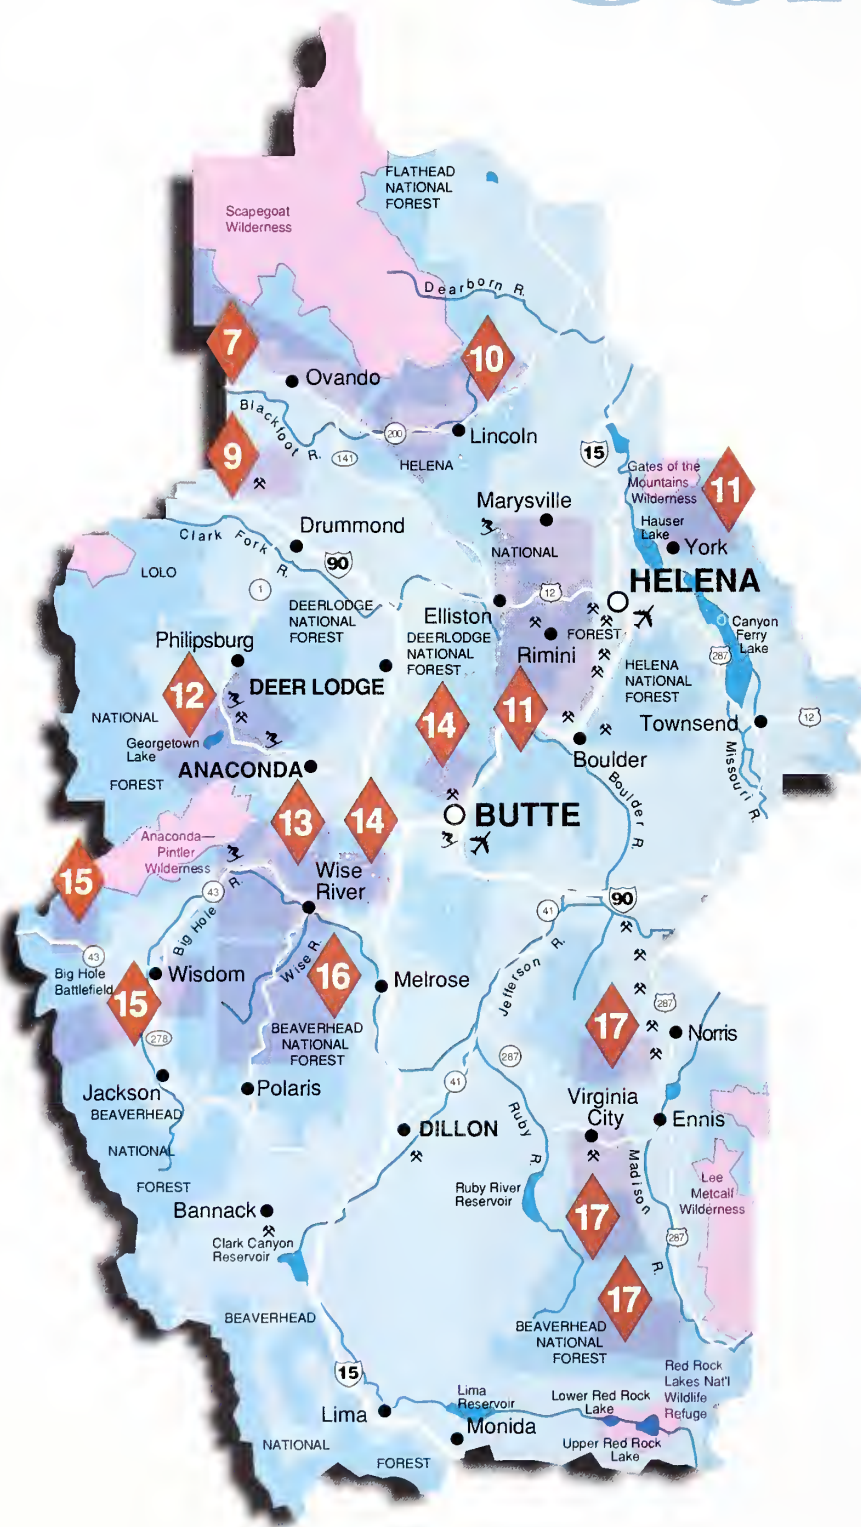 FLATHEAD
NATIONAL
FOREST
Scapegoat
Wilderness
Dearborn R.
7
10
Ovando
Blackfoot R.
200
Lincoln
141
9
HELENA
15
Gates of the
Mountains
Wilderness
11
Marysville
Hauser
Lake
Drummond
York
Clark Fork R.
NATIONAL
90
LOLO
HELENA
1
12
DEERLODGE
NATIONAL
FOREST
Elliston
Canyon
Ferry
Lake
DEERLODGE
NATIONAL
FOREST
FOREST
Philipsburg
Rimini
287
HELENA
NATIONAL
FOREST
12
DEER LODGE
14
11
NATIONAL
Townsend
12
Georgetown
Lake
Boulder
Missouri R.
ANACONDA
FOREST
Boulder R.
13
14
BUTTE
Anaconda—
Pintler
Wilderness
15
Wise
River
43
90
Big Hole R.
41
43
Wise R.
Jefferson R.
Big Hole
Battlefield
Wisdom
16
Melrose
15
287
17
BEAVERHEAD
NATIONAL
FOREST
Norris
278
287
Jackson
Polaris
41
Virginia
City
BEAVERHEAD
DILLON
Ruby R.
Ennis
NATIONAL
Madison R.
FOREST
Lee
Metcalf
Wilderness
Ruby River
Reservoir
Bannack
17
Clark Canyon
Reservoir
287
17
BEAVERHEAD
BEAVERHEAD
NATIONAL
FOREST
15
Red Rock
Lakes Nat'l
Wildlife
Refuge
Lima
Reservoir
Lower Red Rock
Lake
Lima
Monida
NATIONAL
Upper Red Rock
Lake
FOREST